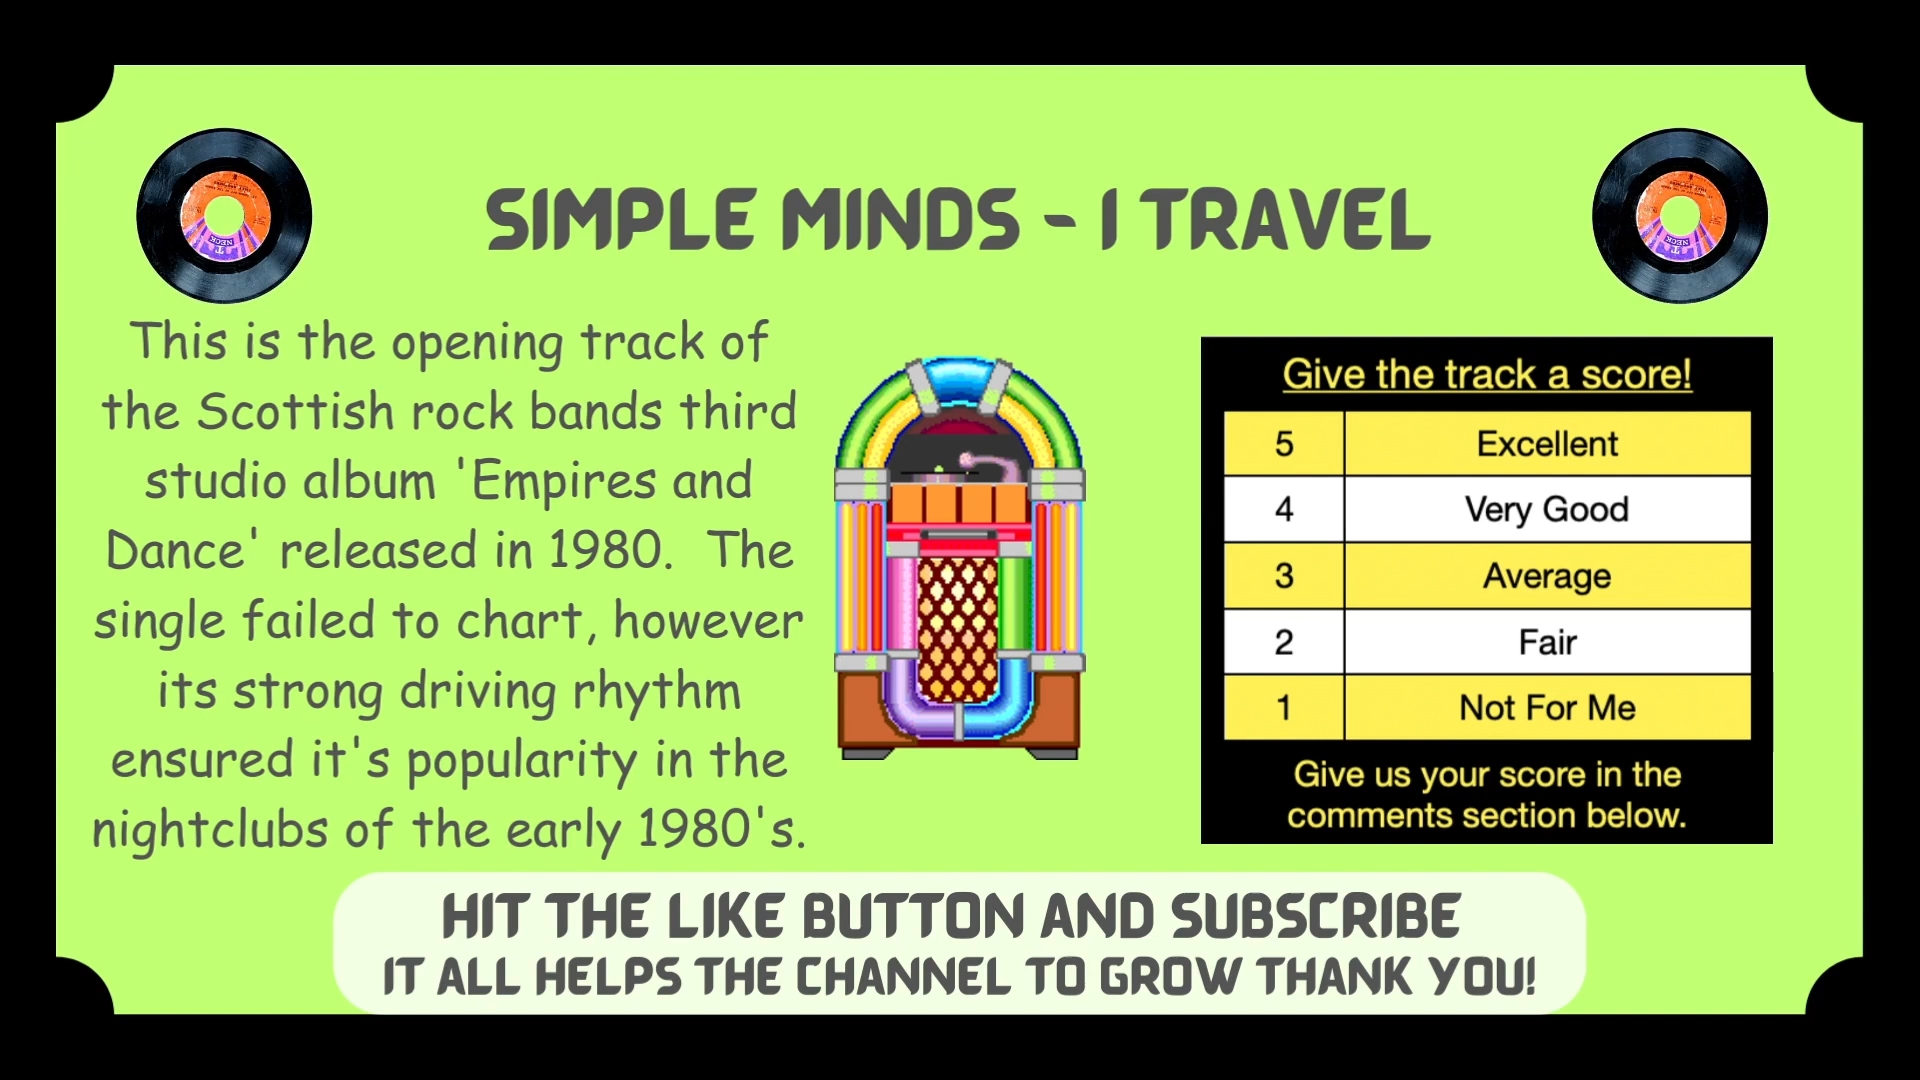 SIMPLE MINDS - I TRAVEL
This is the opening track of
the Scottish rock bands third
studio album 'Empires and
Dance' released in 1980.  The
single failed to chart, however
its strong driving rhythm
ensured it's popularity in the
nightclubs of the early 1980's.
Give the track a score!
5 Excellent
4 Very Good
3 Average
2 Fair
1 Not For Me
Give us your score in the
comments section below.
HIT THE LIKE BUTTON AND SUBSCRIBE
IT ALL HELPS THE CHANNEL TO GROW THANK YOU!